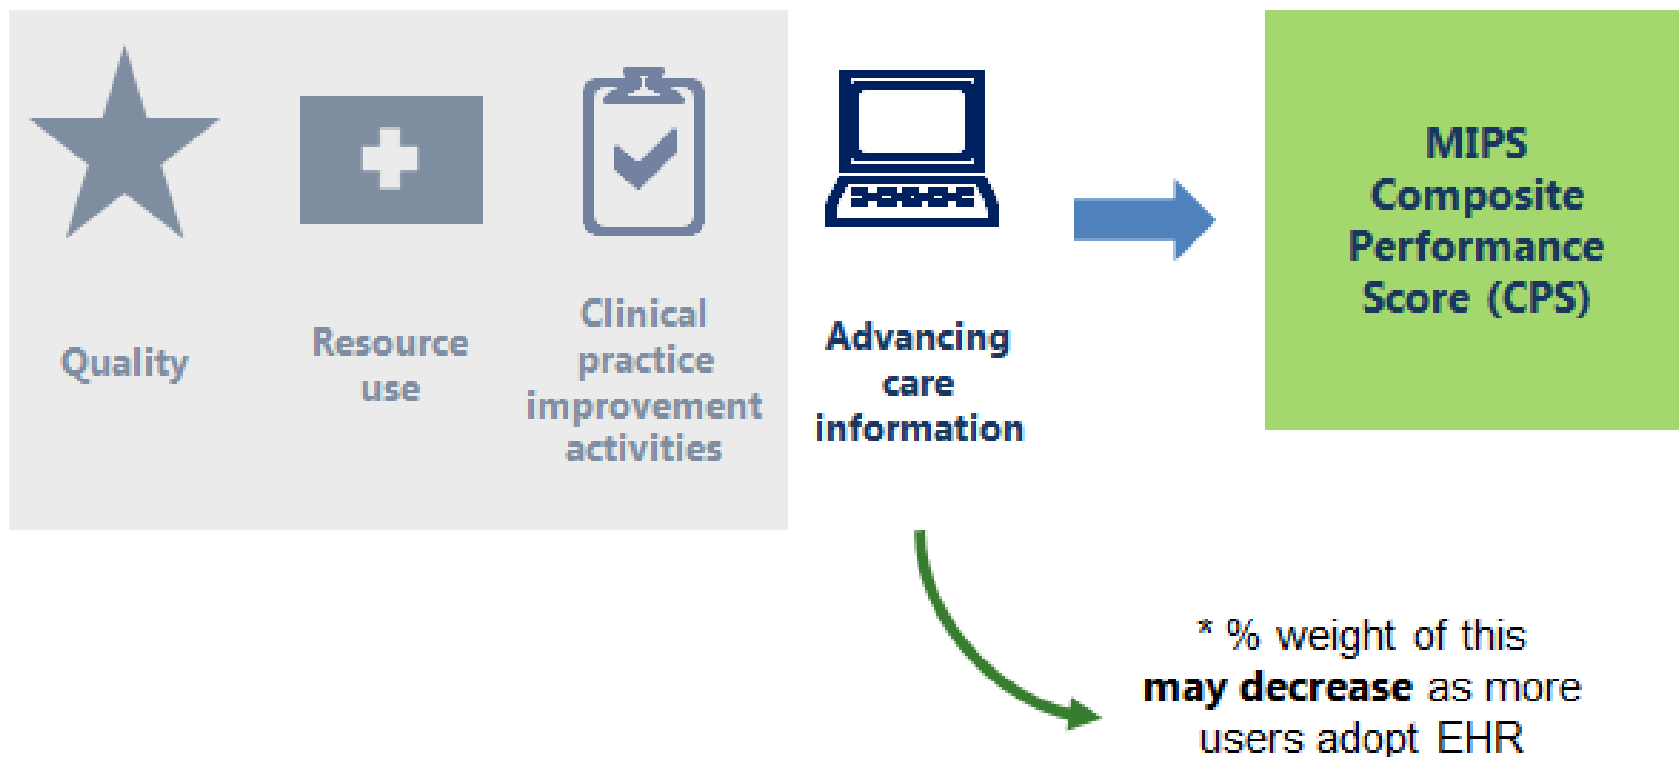 Quality
Resource
use
Clinical
practice
improvement
activities
Advancing
care
information
MIPS
Composite
Performance
Score (CPS)
* % weight of this
may decrease as more
users adopt EHR